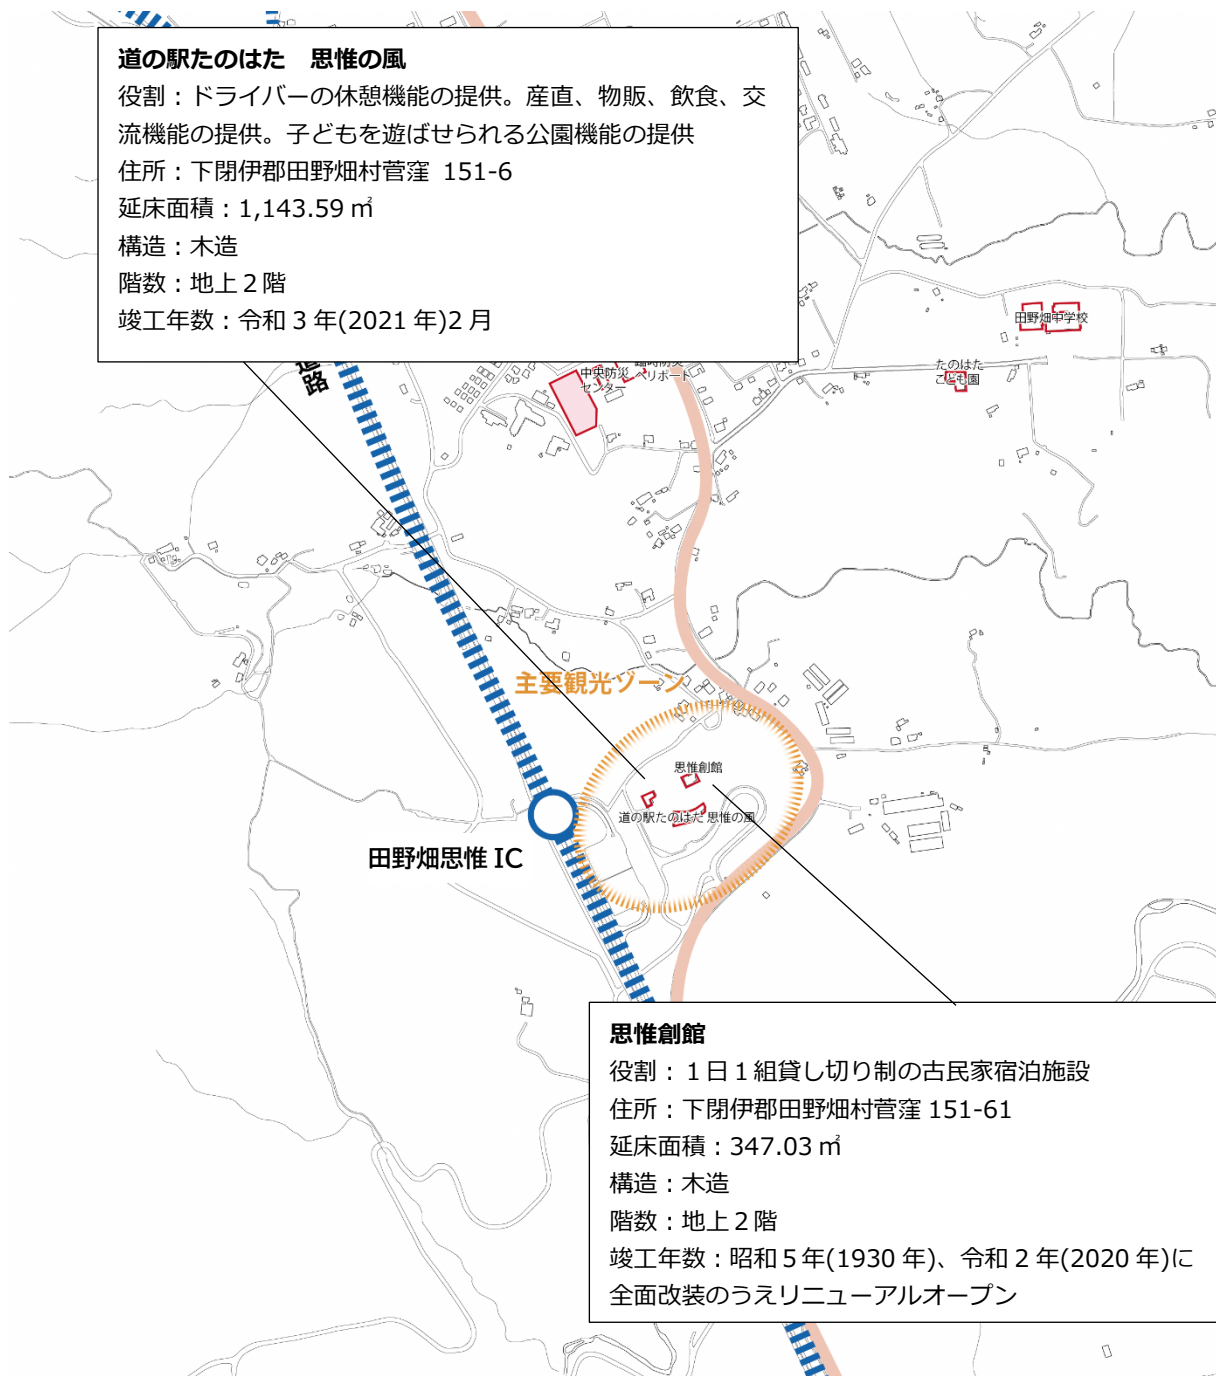 道の駅たのはた　思惟の風
役割：ドライバーの休憩機能の提供。産直、物販、飲食、交
流機能の提供。子どもを遊ばせられる公園機能の提供
住所：下閉伊郡田野畑村菅窪 151-6
延床面積：1,143.59 ㎡
構造：木造
階数：地上２階
竣工年数：令和 3 年(2021 年)2 月
道路
中央防災
センター
ヘリポート
田野畑中学校
たのはた
こども園
主要観光ゾーン
思惟創館
道の駅たのはた 思惟の風
田野畑思惟 IC
思惟創館
役割：１日１組貸し切り制の古民家宿泊施設
住所：下閉伊郡田野畑村菅窪 151-61
延床面積：347.03 ㎡
構造：木造
階数：地上２階
竣工年数：昭和５年(1930 年)、令和 2 年(2020 年)に
全面改装のうえリニューアルオープン